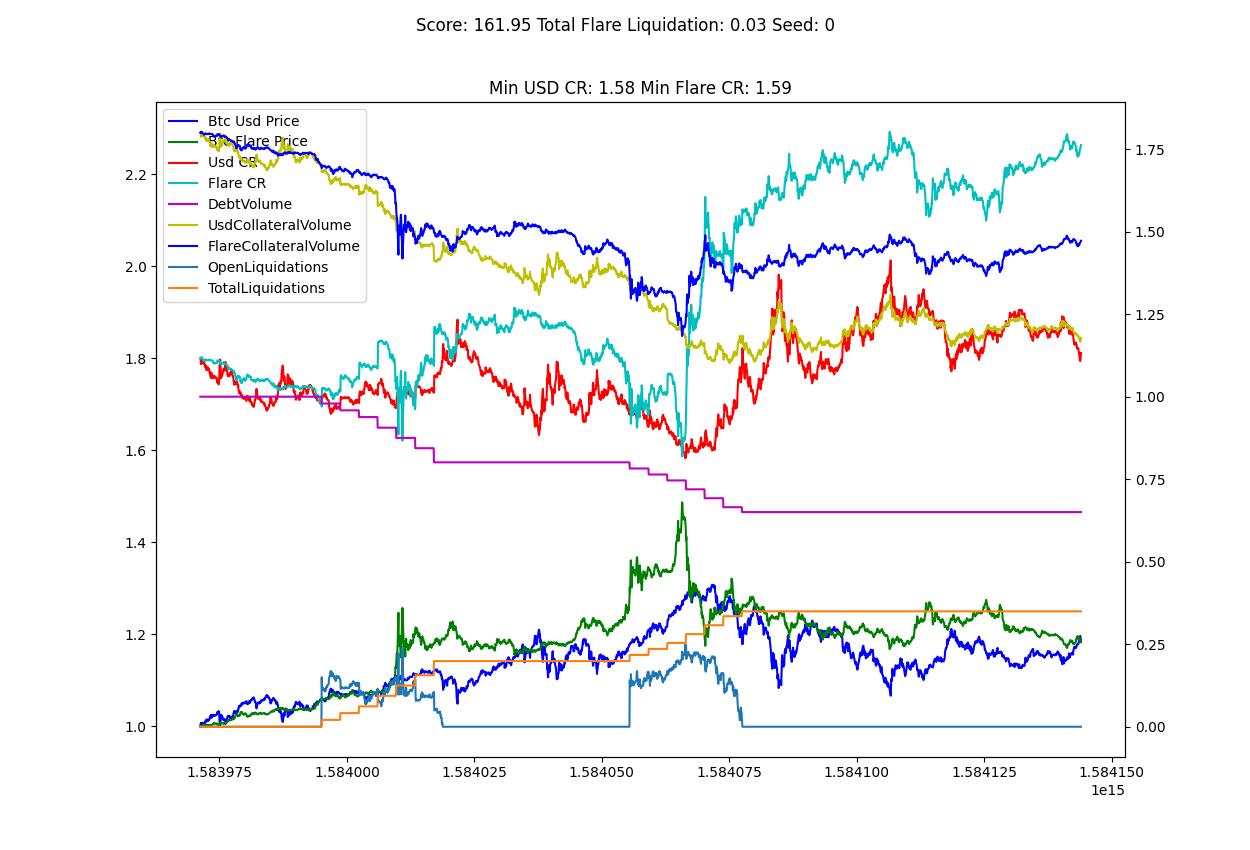 Score: 161.95 Total Flare Liquidation: 0.03 Seed: 0
Min USD CR: 1.58 Min Flare CR: 1.59
Btc Usd Price
Btc Flare Price
Usd CR
Flare CR
DebtVolume
UsdCollateralVolume
FlareCollateralVolume
OpenLiquidations
TotalLiquidations
2.2
2.0
1.8
1.6
1.4
1.2
1.0
1.75
1.50
1.25
1.00
0.75
0.50
0.25
0.00
1.583975 1.584000 1.584025 1.584050 1.584075 1.584100 1.584125 1.584150
1e15